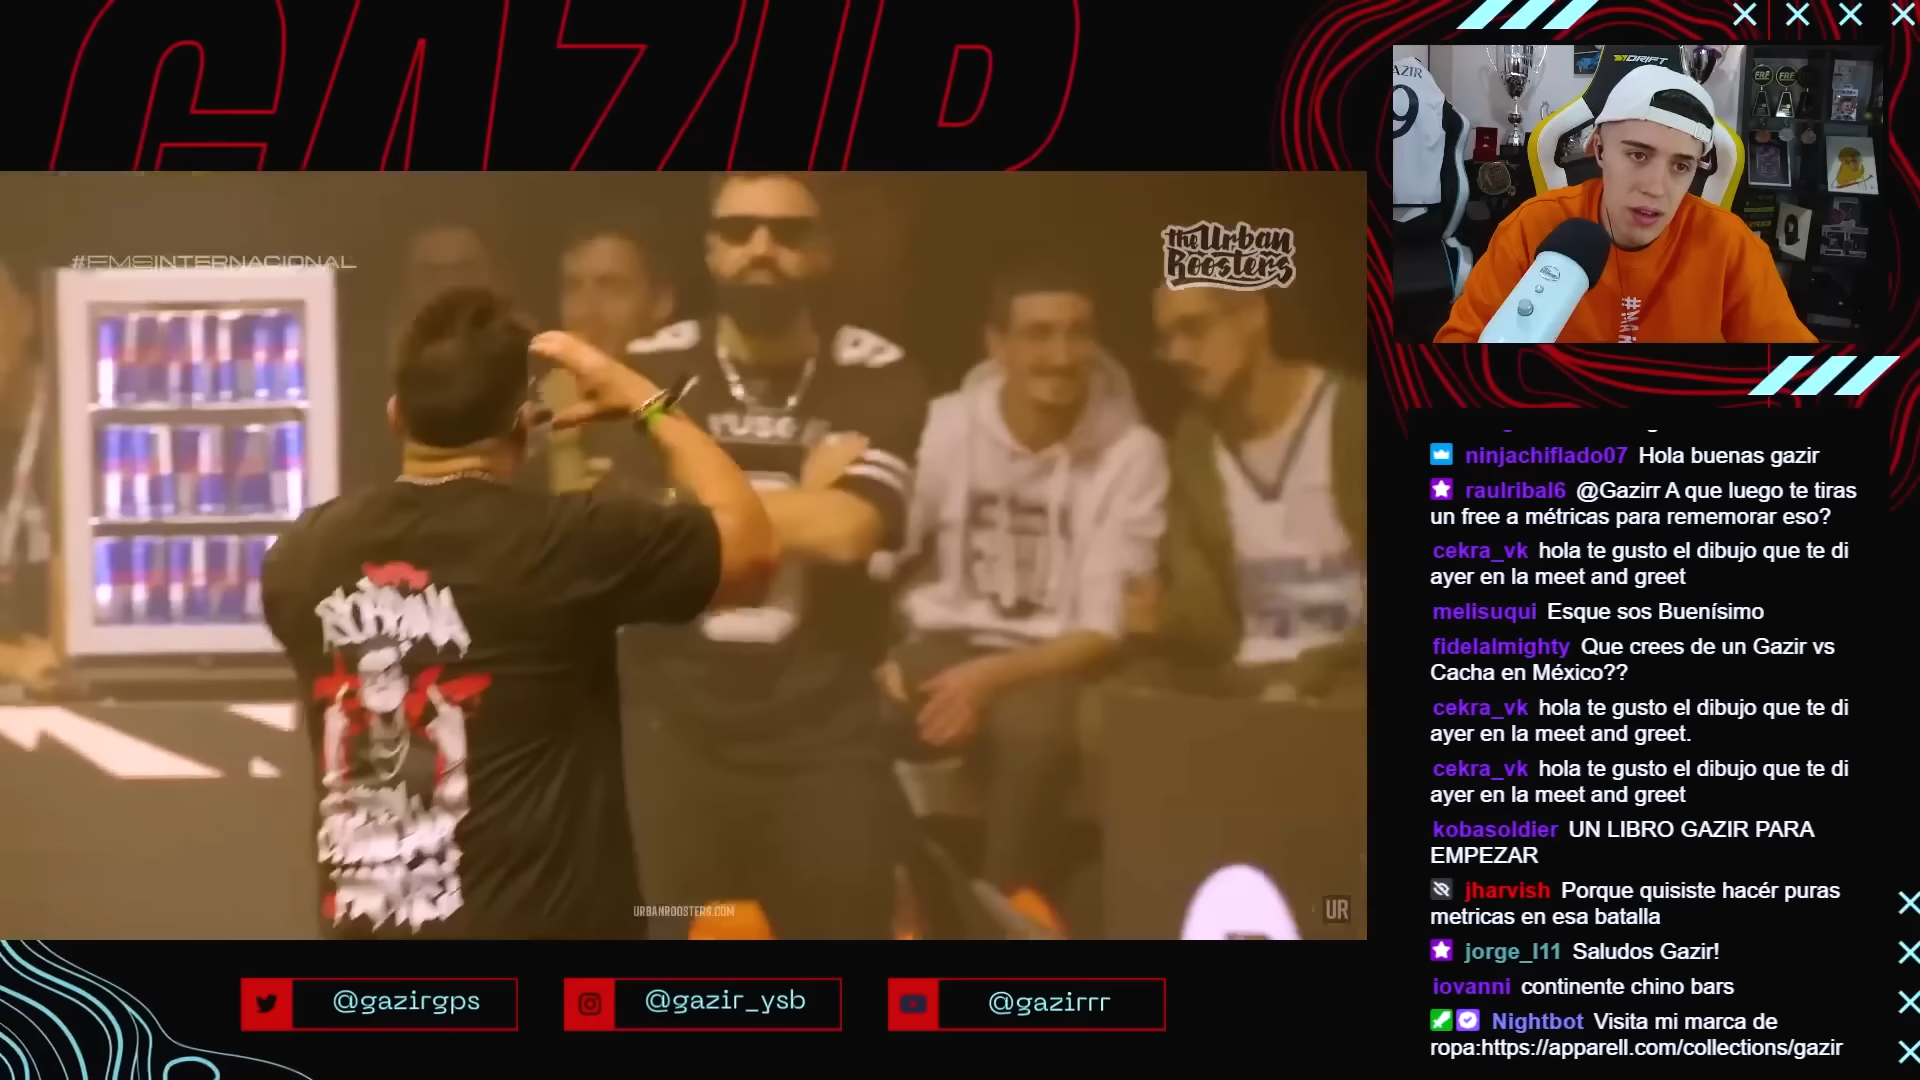 GAZIR
DRIFT
AZIR
9
FRF
FRF
#FMSINTERNACIONAL
the Urban
Roosters
URBANROOSTERS.COM
UR
ninjachiflado07 Hola buenas gazir
raulribal6 @Gazirr A que luego te tiras
un free a métricas para rememorar eso?
cekra_vk hola te gusto el dibujo que te di
ayer en la meet and greet
melisuqui Esque sos Buenísimo
fidelalmighty Que crees de un Gazir vs
Cacha en México??
cekra_vk hola te gusto el dibujo que te di
ayer en la meet and greet.
cekra_vk hola te gusto el dibujo que te di
ayer en la meet and greet
kobasoldier UN LIBRO GAZIR PARA
EMPEZAR
jharvish Porque quisiste hacér puras
metricas en esa batalla
jorge_l11 Saludos Gazir!
iovanni continente chino bars
Nightbot Visita mi marca de
ropa:https://apparell.com/collections/gazir
@gazirgps
@gazir_ysb
@gazirrr